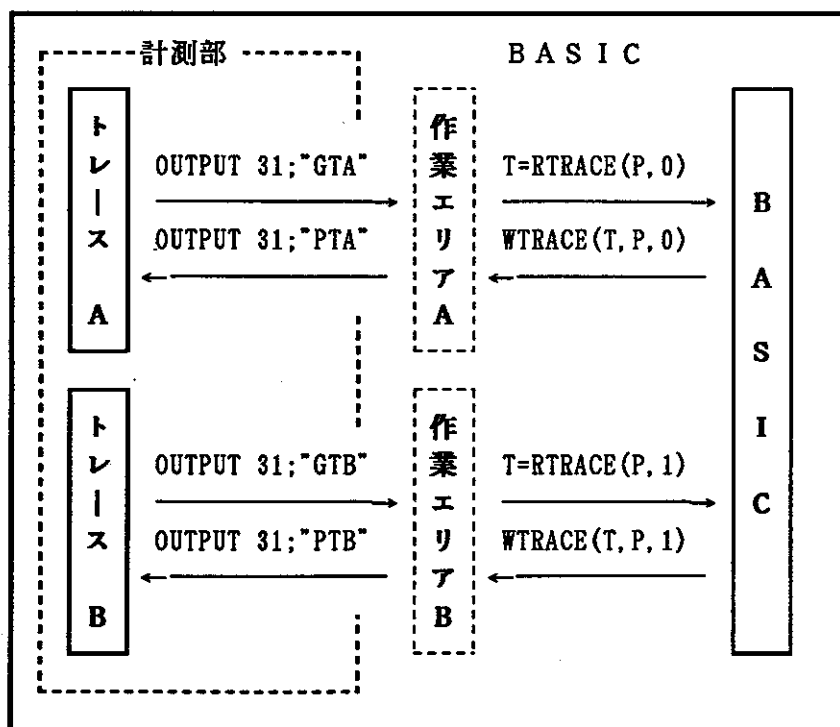 計測部
BASIC
トレース A
OUTPUT 31;"GTA"
OUTPUT 31;"PTA"
作業エリア A
T=RTRACE(P,0)
WTRACE(T,P,0)
BASIC
トレース B
OUTPUT 31;"GTB"
OUTPUT 31;"PTB"
作業エリア B
T=RTRACE(P,1)
WTRACE(T,P,1)